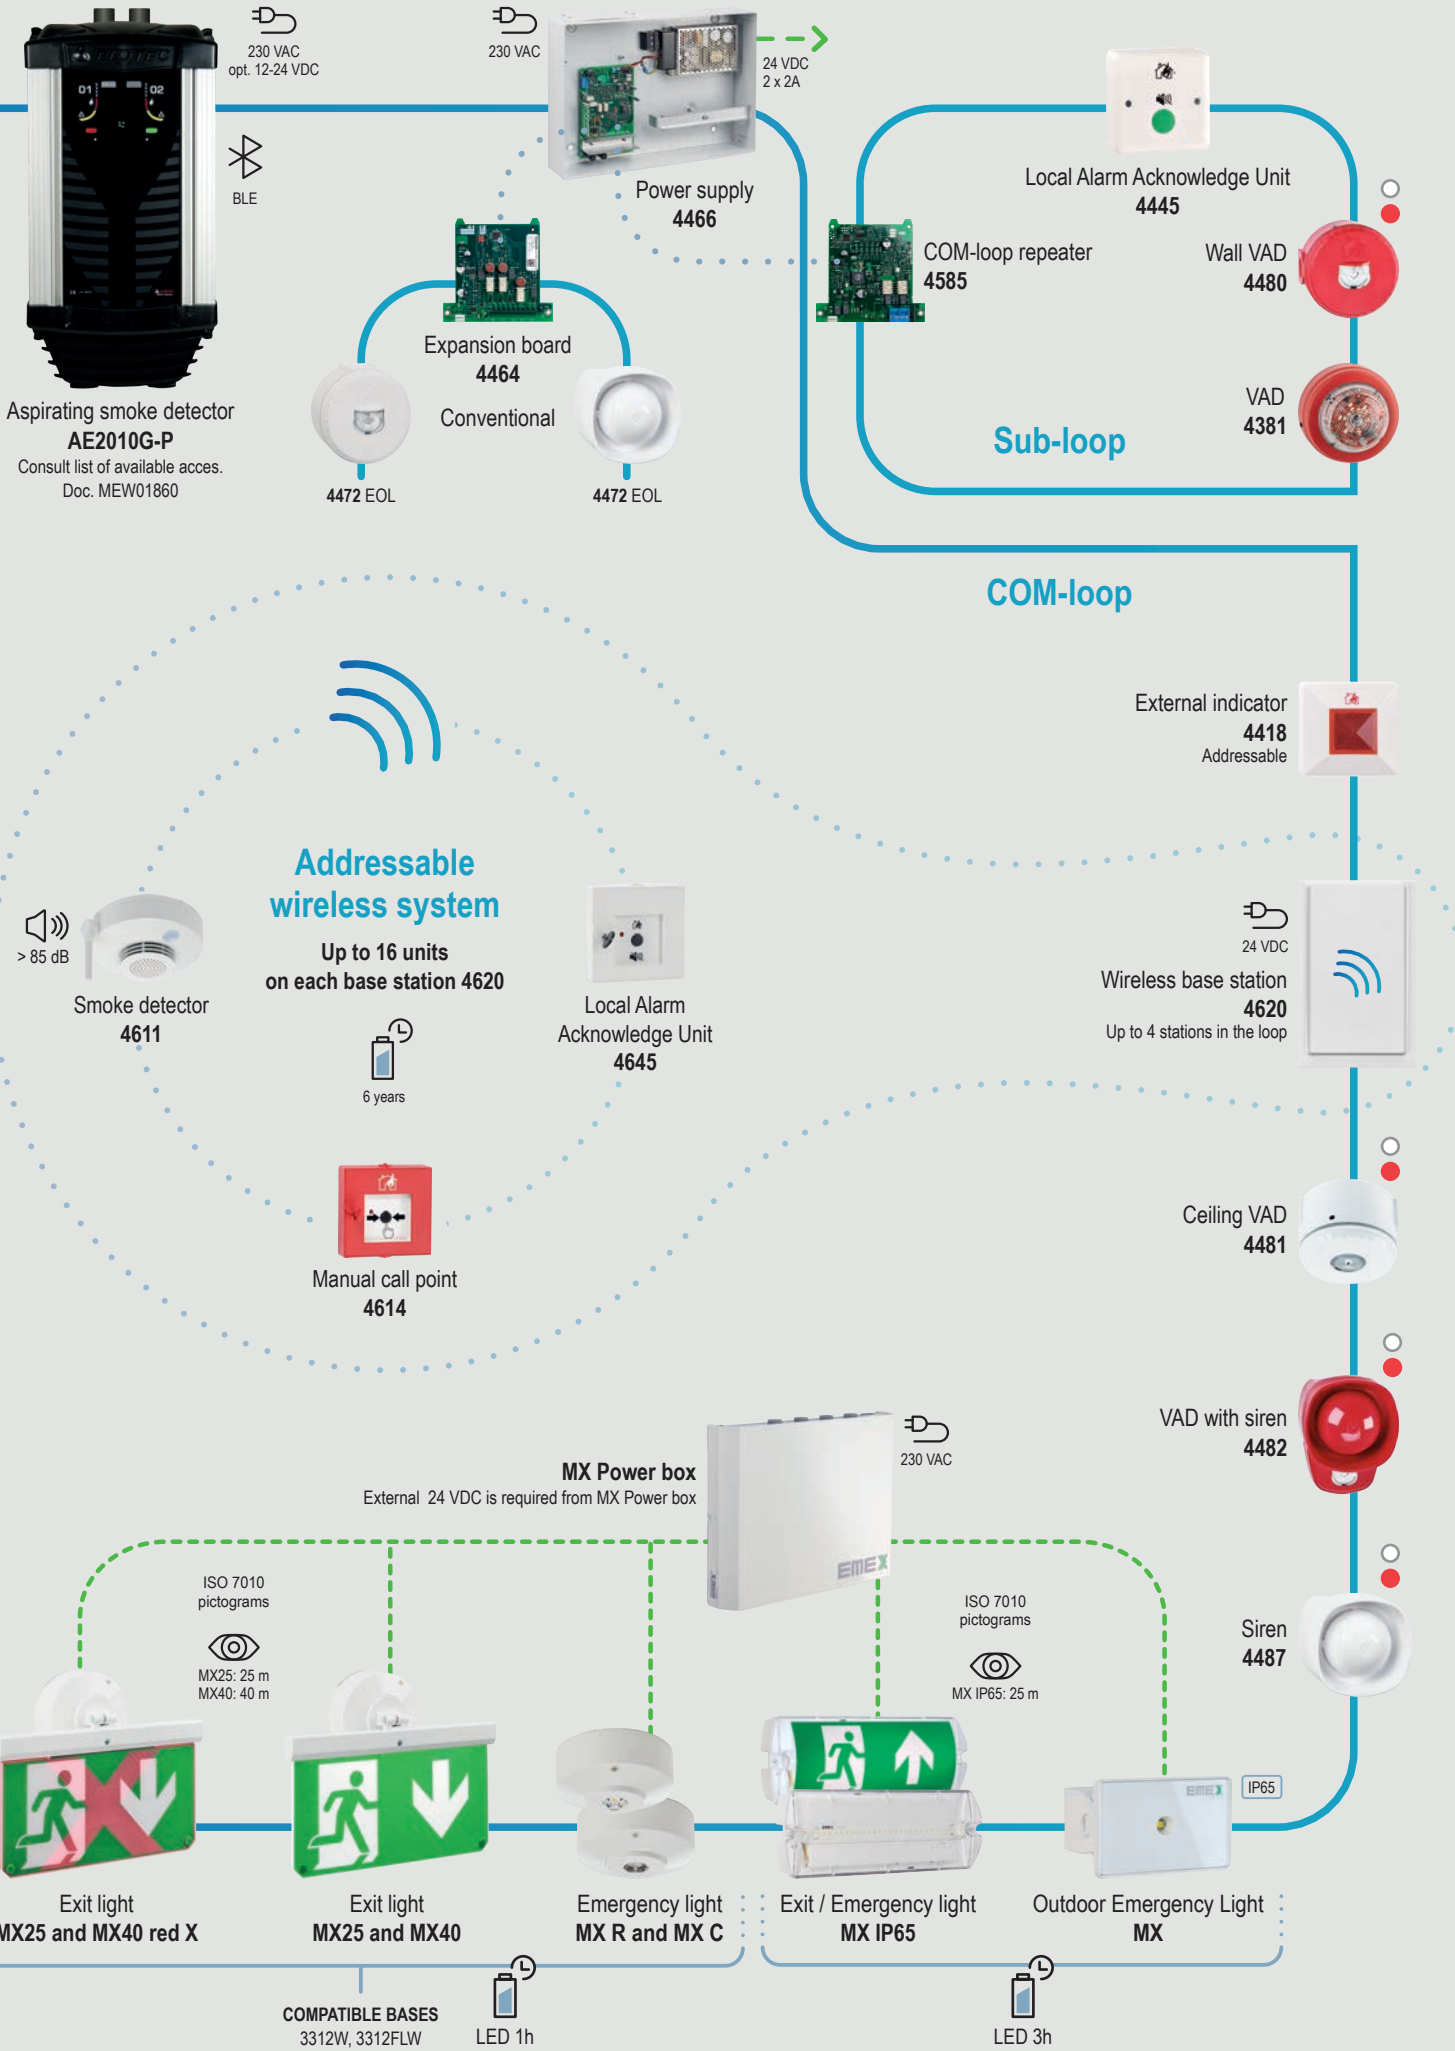 230 VAC
opt. 12-24 VDC
BLE
01
02
Aspirating smoke detector
AE2010G-P
Consult list of available acces.
Doc. MEW01860
230 VAC
24 VDC
2 x 2A
Power supply
4466
Expansion board
4464
Conventional
4472 EOL
4472 EOL
COM-loop repeater
4585
Local Alarm Acknowledge Unit
4445
Wall VAD
4480
VAD
4381
Sub-loop
COM-loop
External indicator
4418
Addressable
Addressable
wireless system
Up to 16 units
on each base station 4620
6 years
> 85 dB
Smoke detector
4611
Local Alarm
Acknowledge Unit
4645
Manual call point
4614
24 VDC
Wireless base station
4620
Up to 4 stations in the loop
Ceiling VAD
4481
VAD with siren
4482
Siren
4487
MX Power box
External 24 VDC is required from MX Power box
230 VAC
EMEX
ISO 7010
pictograms
MX25: 25 m
MX40: 40 m
ISO 7010
pictograms
MX IP65: 25 m
EMEX
IP65
Exit light
MX25 and MX40 red X
Exit light
MX25 and MX40
Emergency light
MX R and MX C
Exit / Emergency light
MX IP65
Outdoor Emergency Light
MX
COMPATIBLE BASES
3312W, 3312FLW
LED 1h
LED 3h